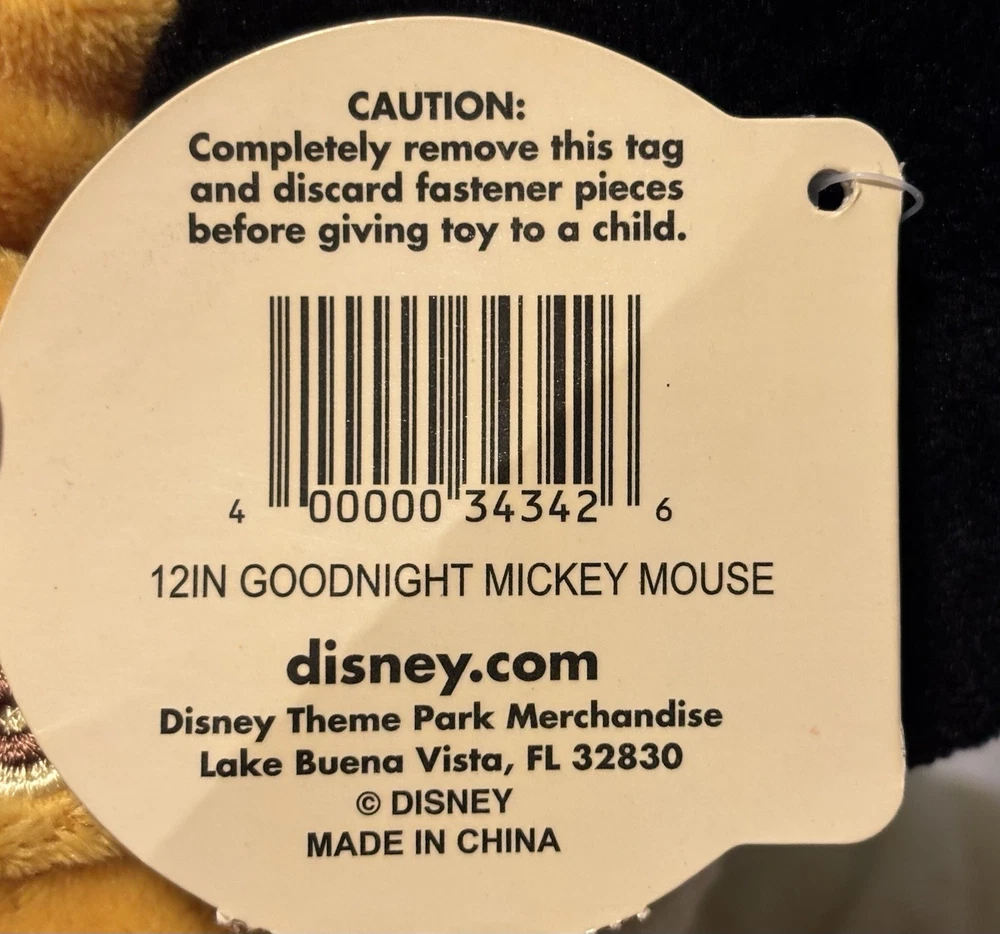 CAUTION:
Completely remove this tag
and discard fastener pieces
before giving toy to a child.
4 00000 34342 6
12IN GOODNIGHT MICKEY MOUSE
disney.com
Disney Theme Park Merchandise
Lake Buena Vista, FL 32830
© DISNEY
MADE IN CHINA